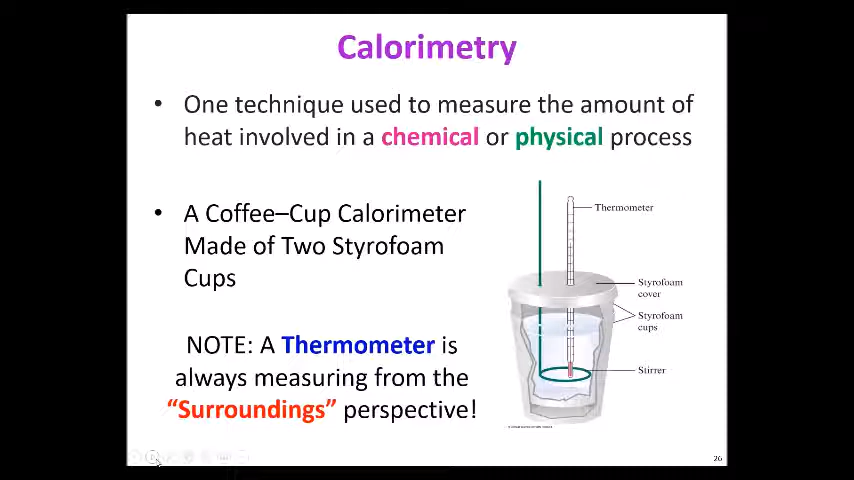 Calorimetry
• One technique used to measure the amount of
heat involved in a chemical or physical process
• A Coffee–Cup Calorimeter
Made of Two Styrofoam
Cups
NOTE: A Thermometer is
always measuring from the
“Surroundings” perspective!
Thermometer
Styrofoam
cover
Styrofoam
cups
Stirrer
26